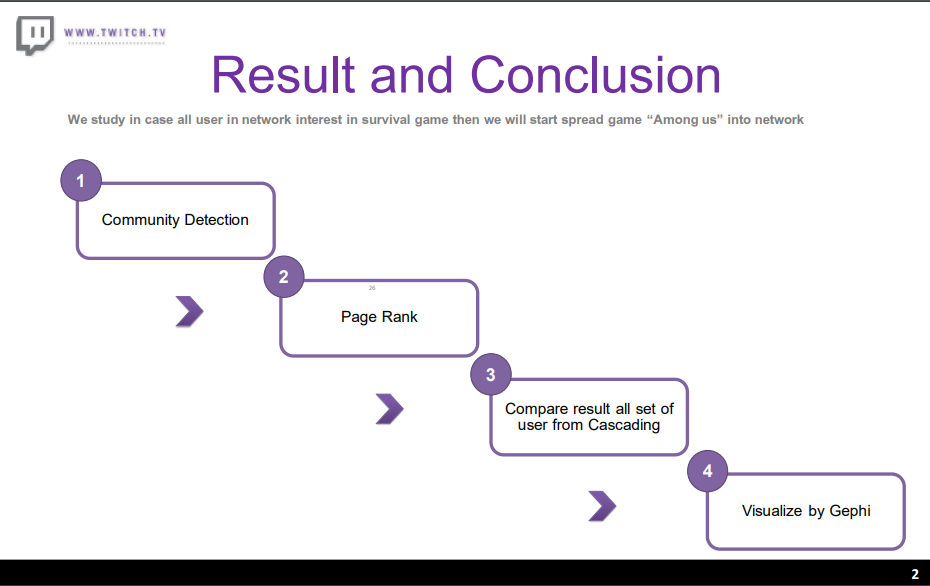 WWW.TWITCH.TV
Result and Conclusion
We study in case all user in network interest in survival game then we will start spread game “Among us” into network
1
Community Detection
2
26
Page Rank
3
Compare result all set of
user from Cascading
4
Visualize by Gephi
2